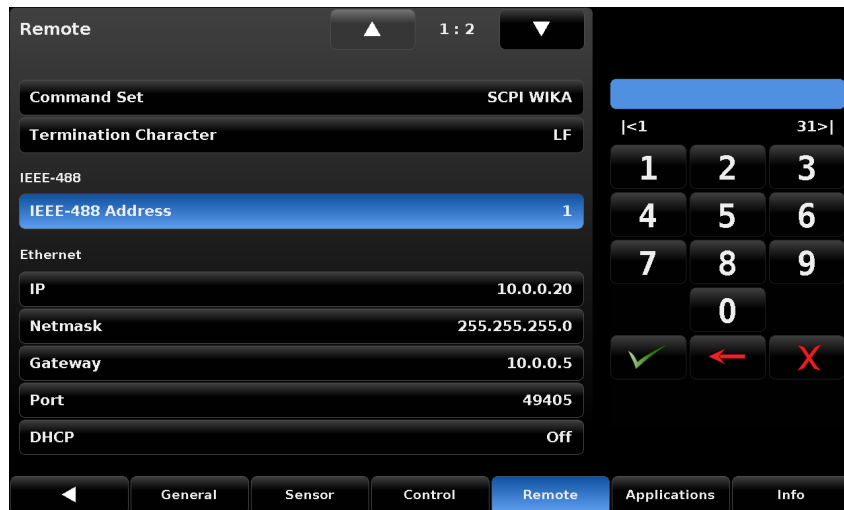 Remote 1 : 2
Command Set SCPI WIKA
Termination Character LF
IEEE-488
IEEE-488 Address 1
Ethernet
IP 10.0.0.20
Netmask 255.255.255.0
Gateway 10.0.0.5
Port 49405
DHCP Off
|<1 31>|
1 2 3
4 5 6
7 8 9
0
X
General Sensor Control Remote Applications Info